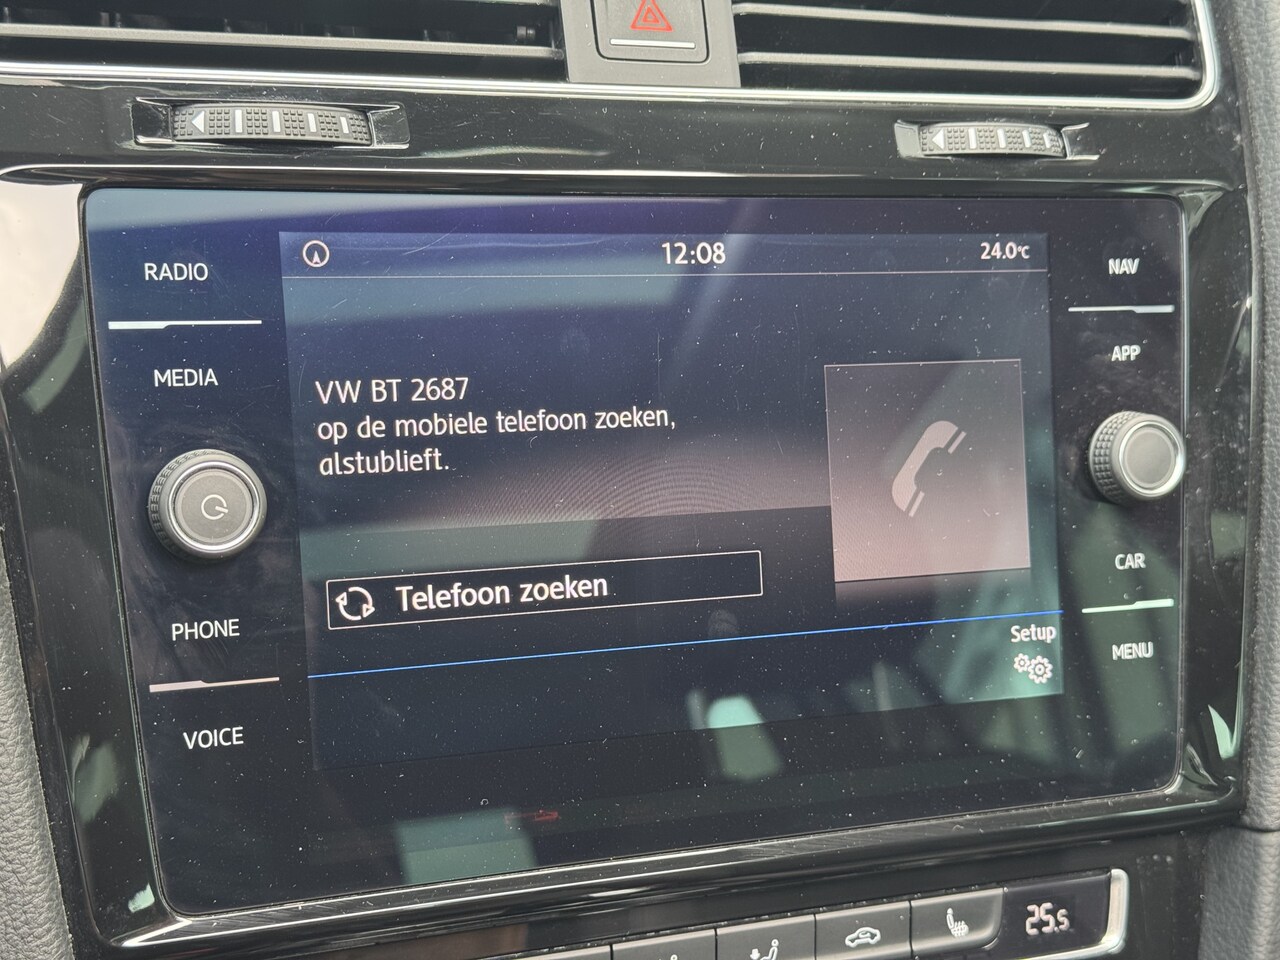 RADIO
MEDIA
PHONE
VOICE
12:08
24.0°C
VW BT 2687
op de mobiele telefoon zoeken,
alstublieft.
Telefoon zoeken
Setup
NAV
APP
CAR
MENU
25.5